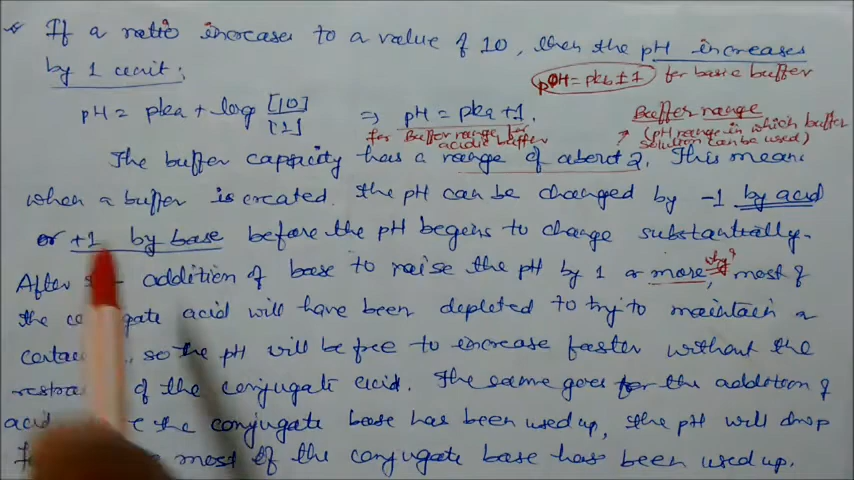 If a ratio increases to a value of 10, then the pH increases
by 1 unit;
pOH = pkb ± 1 for basic buffer
pH = pka + log [10]/[1] ⇒ pH = pka + 1.
for Buffer range for acidic buffer
Buffer range
(pH range in which buffer
solution can be used)
The buffer capacity has a range of about 2. This means
when a buffer is created. The pH can be changed by -1 by acid
or +1 by base before the pH begins to change substantially.
After addition of base to raise the pH by 1 or more, most of
the acid will have been depleted to try to maintain a
so the pH will be free to increase faster without the
of the conjugate acid. The same goes for the addition of
the conjugate base has been used up, the pH will drop
most of the conjugate base has been used up.